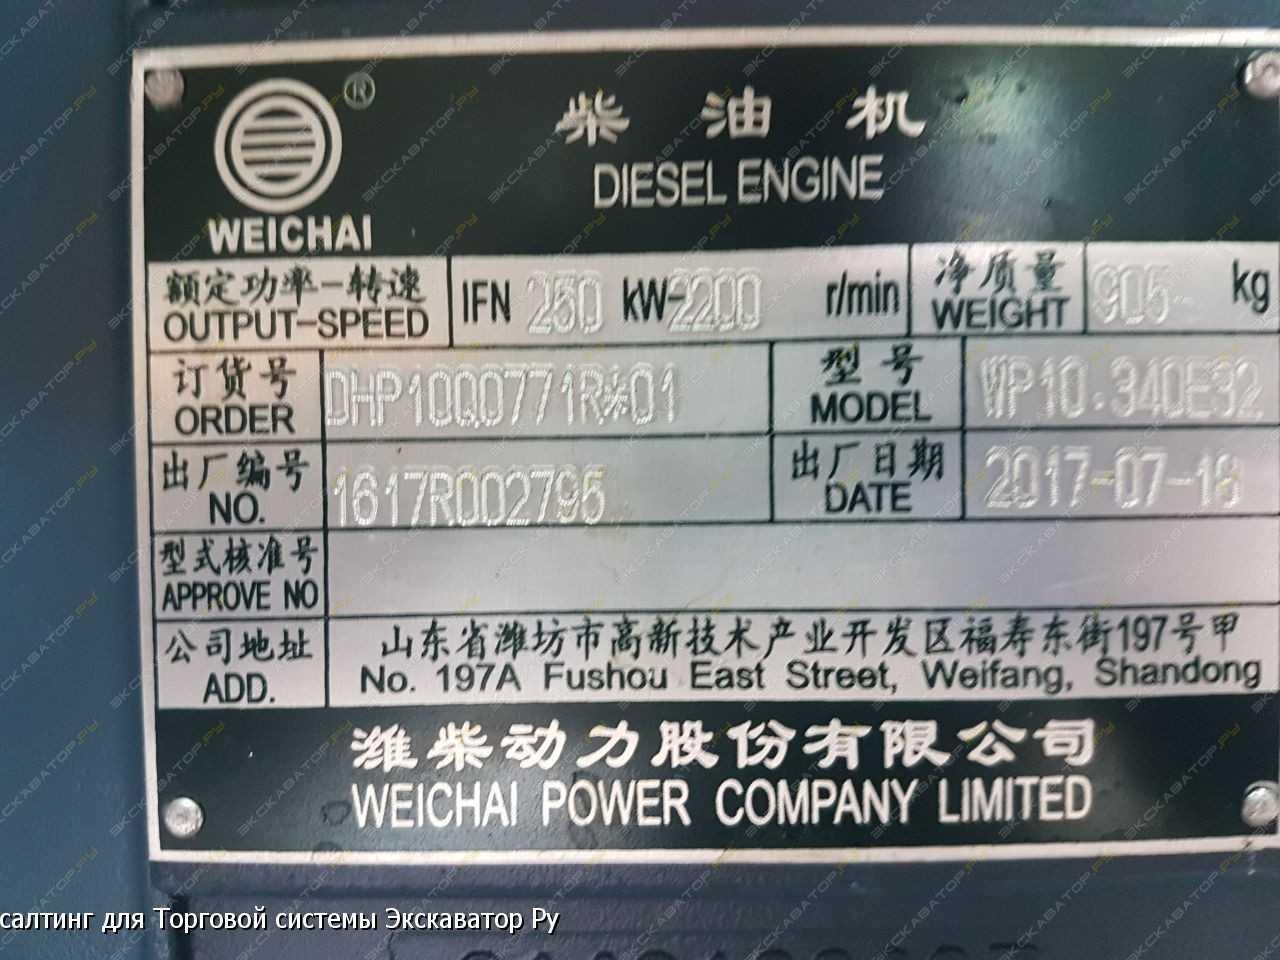 ®
WEICHAI
柴油机
DIESEL ENGINE
额定功率-转速 IFN 250 kW-2200 r/min 净质量 905 kg
OUTPUT-SPEED WEIGHT
订货号 DHP10Q0771R*01 型号 WP10.340E32
ORDER MODEL
出厂编号 1617R002795 出厂日期 2017-07-18
NO. DATE
型式核准号
APPROVE NO
公司地址 山东省潍坊市高新技术产业开发区福寿东街197号甲
ADD. No. 197A Fushou East Street, Weifang, Shandong
潍柴动力股份有限公司
WEICHAI POWER COMPANY LIMITED
салтинг для Торговой системы Экскаватор Ру
ЭКСКАВАТОР.РУ